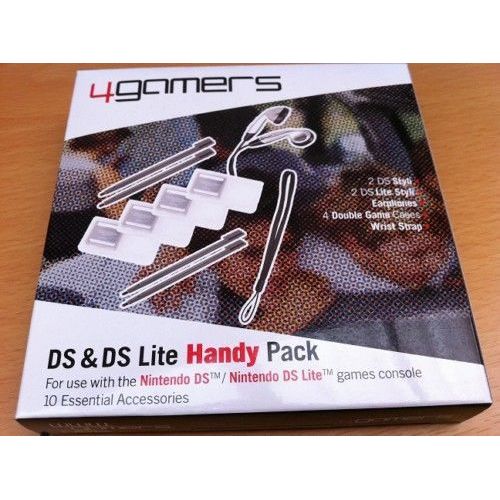 4gamers
2 DS Styli
2 DS Lite Styli
Earphones
4 Double Game Cases
Wrist Strap
DS & DS Lite Handy Pack
For use with the Nintendo DS™/ Nintendo DS Lite™ games console
10 Essential Accessories
4gamers